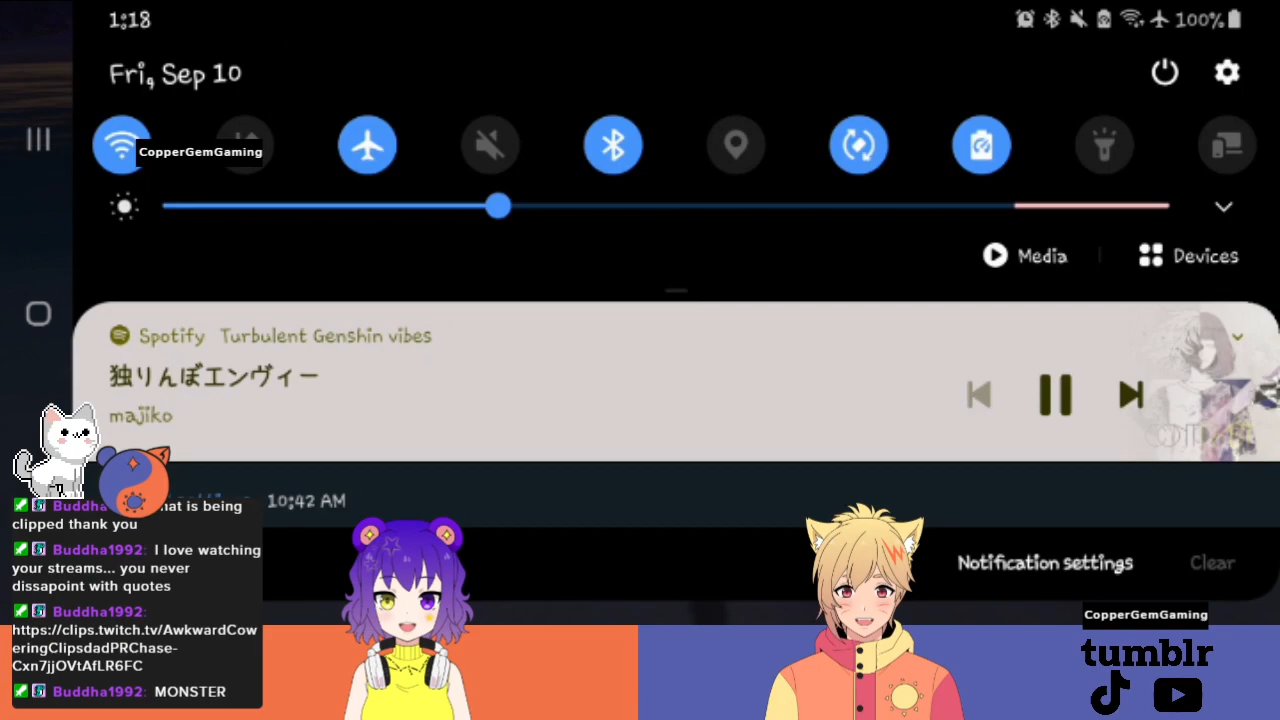 1:18
100%
Fri, Sep 10
CopperGemGaming
Media
Devices
Spotify Turbulent Genshin vibes
独りんぼエンヴィー
majiko
10:42 AM
Buddha1992: I love watching
your streams... you never
dissapoint with quotes
hat is being
clipped thank you
Buddha1992:
https://clips.twitch.tv/AwkwardCow
eringClipsdadPRChase-
Cxn7jjOVtAfLR6FC
Buddha1992: MONSTER
Notification settings
Clear
CopperGemGaming
tumblr